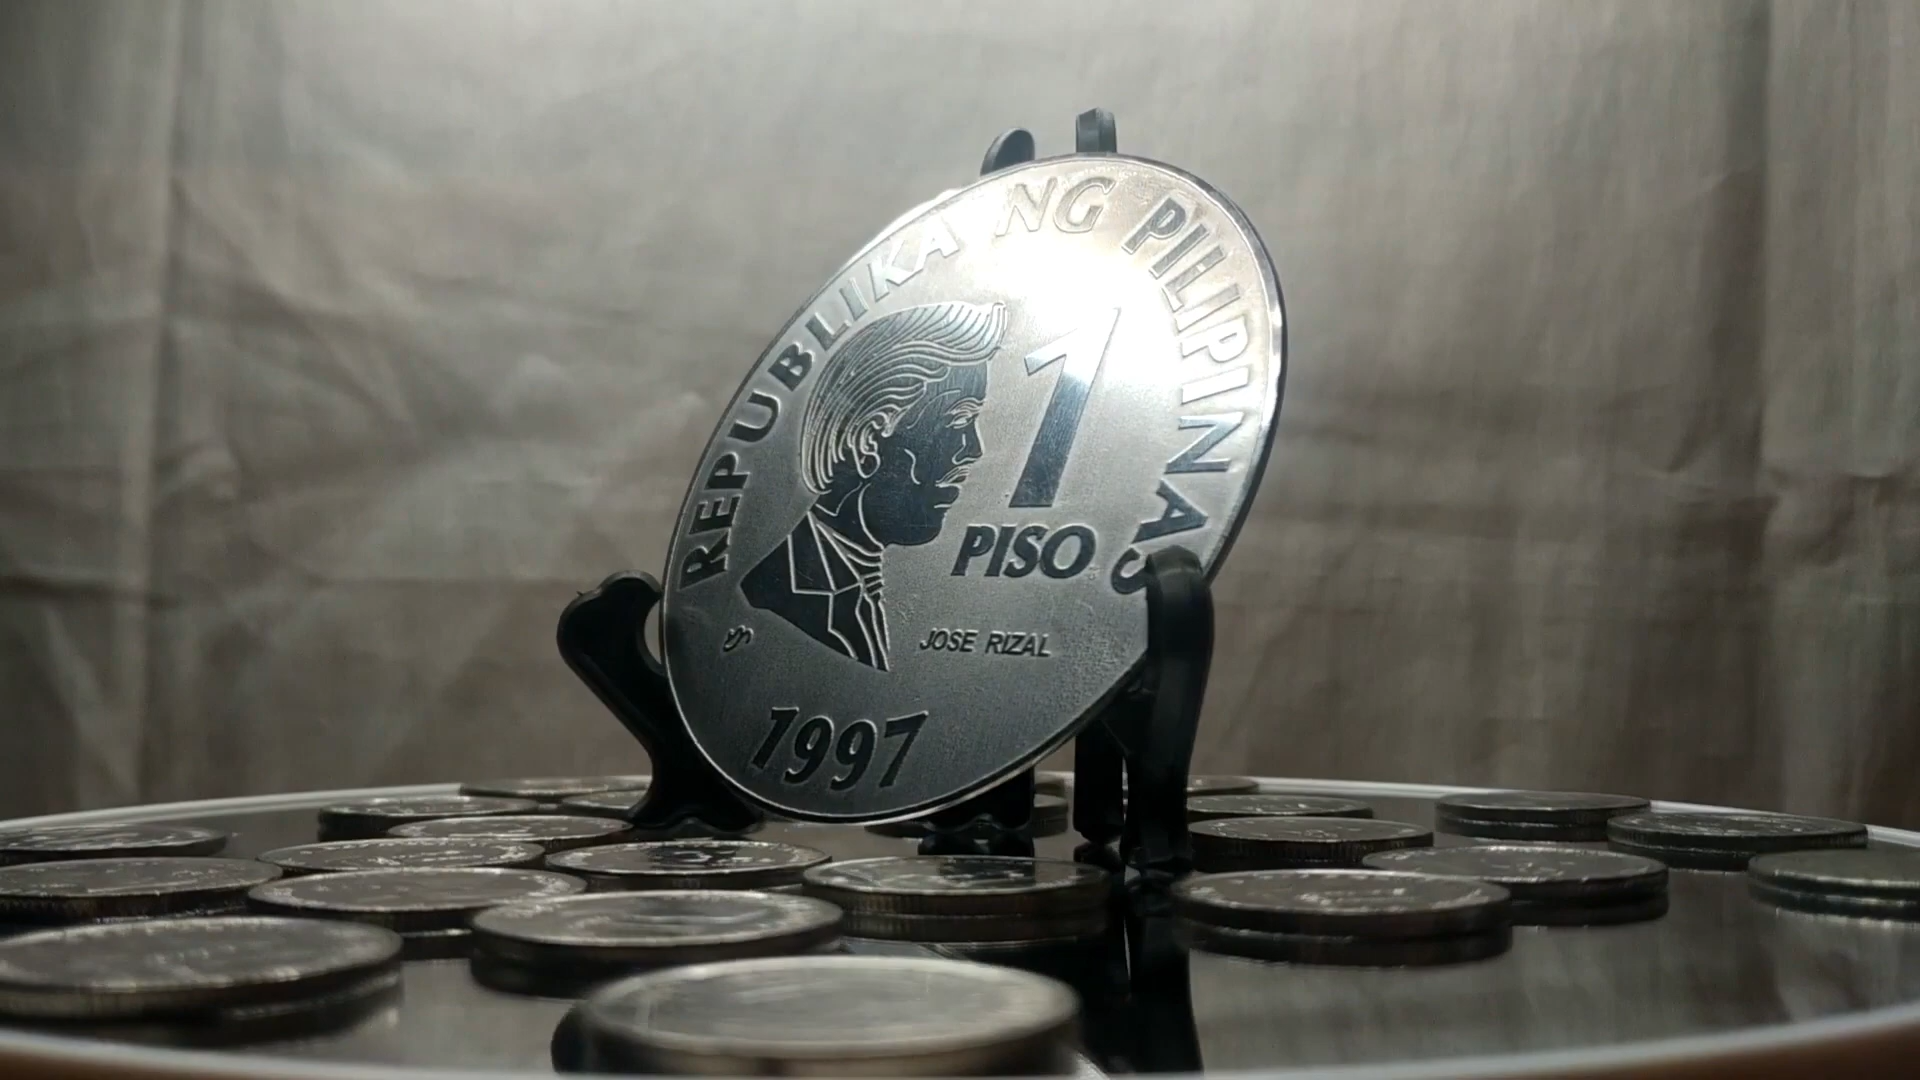 REPUBLIKA NG PILIPINAS
1
PISO
JOSE RIZAL
1997